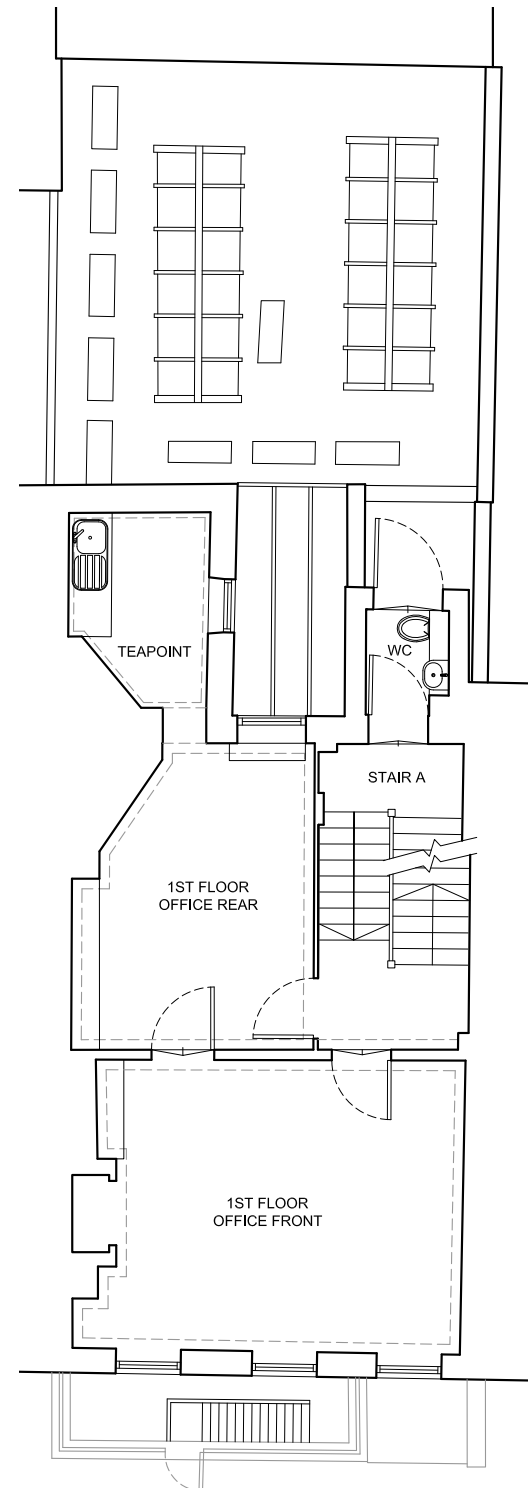 TEAPOINT
WC
STAIR A
1ST FLOOR
OFFICE REAR
1ST FLOOR
OFFICE FRONT